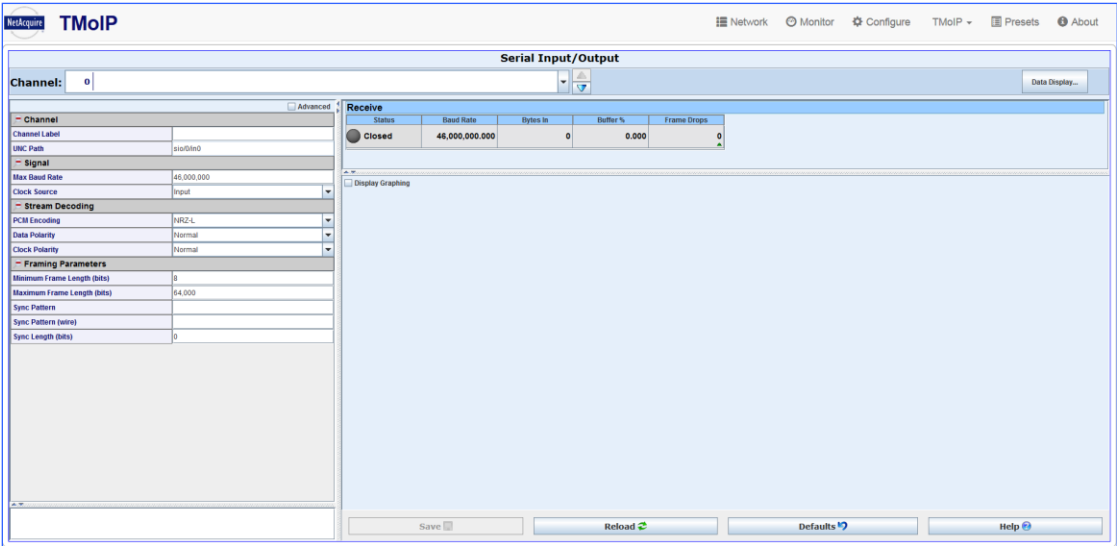 NetAcquire TMoIP Network Monitor Configure TMoIP Presets About
Serial Input/Output
Channel: 0 Data Display...
Advanced
Channel
Channel Label
UNC Path sio/0/In0
Signal
Max Baud Rate 46,000,000
Clock Source Input
Stream Decoding
PCM Encoding NRZ-L
Data Polarity Normal
Clock Polarity Normal
Framing Parameters
Minimum Frame Length (bits) 8
Maximum Frame Length (bits) 64,000
Sync Pattern
Sync Pattern (wire)
Sync Length (bits) 0
Receive
Status Baud Rate Bytes In Buffer % Frame Drops
Closed 46,000,000.000 0 0.000 0
Display Graphing
Save Reload Defaults Help